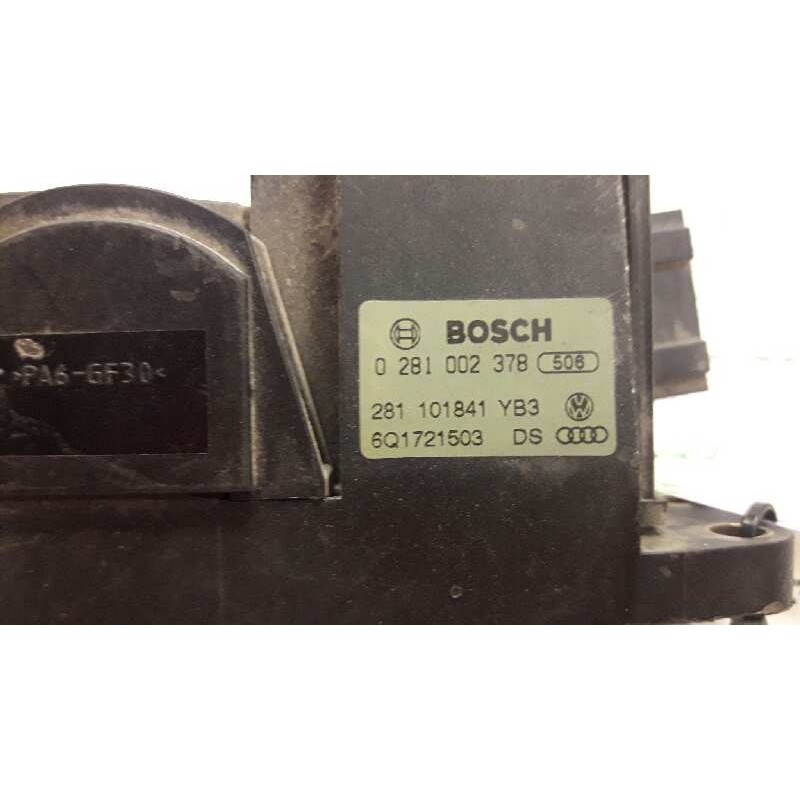 BOSCH
0 281 002 378 506
281 101841 YB3
6Q1721503 DS
>PA6-GF30<